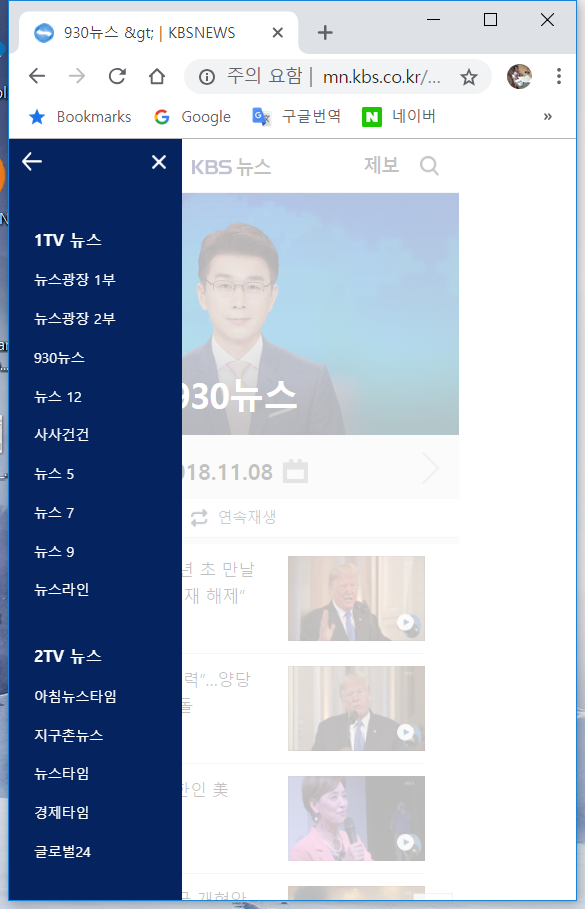 930뉴스 &gt; | KBSNEWS
주의 요함 | mn.kbs.co.kr/...
Bookmarks Google 구글번역 네이버 »
KBS 뉴스 제보
1TV 뉴스
뉴스광장 1부
뉴스광장 2부
930뉴스
뉴스 12
사사건건
뉴스 5
뉴스 7
뉴스 9
뉴스라인
2TV 뉴스
아침뉴스타임
지구촌뉴스
뉴스타임
경제타임
글로벌24
930뉴스
018.11.08
연속재생
년 초 만날
재 해제”
력”...양당
돌
한인 美